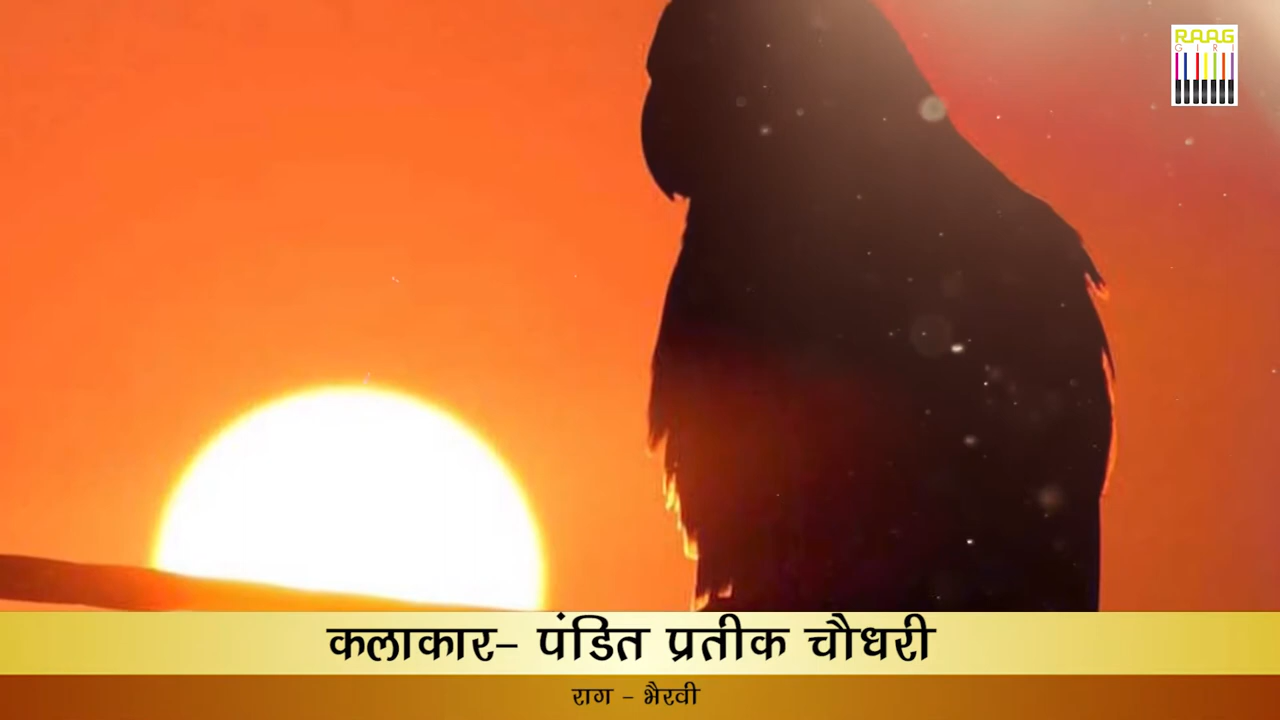 RAAG
GIRI
कलाकार– पंडित प्रतीक चौधरी
राग – भैरवी